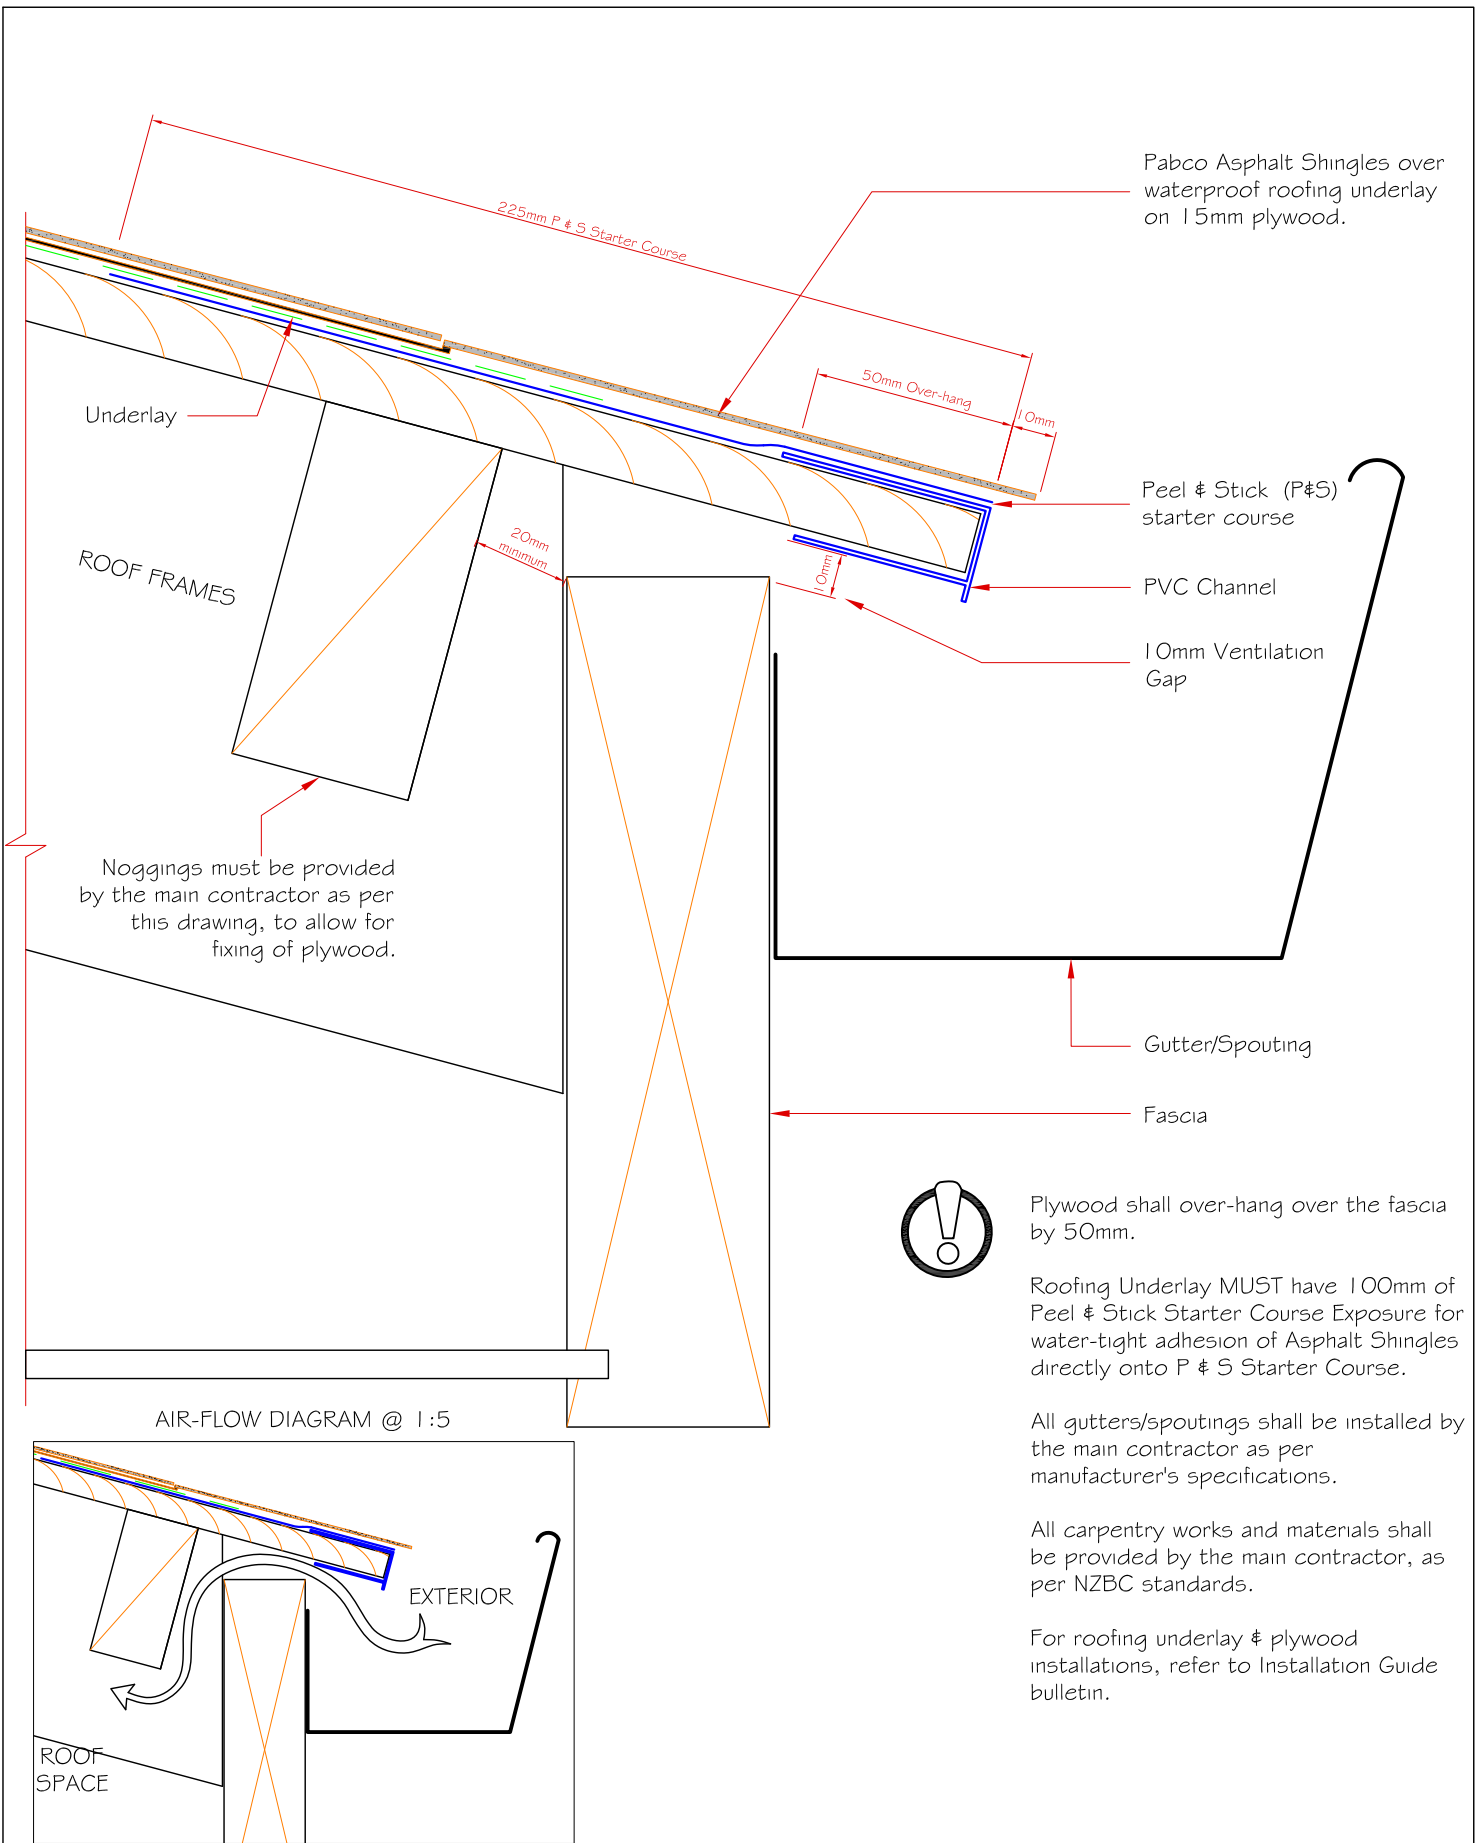 Pabco Asphalt Shingles over
waterproof roofing underlay
on 15mm plywood.
225mm P & S Starter Course
50mm Over-hang
10mm
Underlay
Peel & Stick (P&S)
starter course
20mm
minimum
ROOF FRAMES
10mm
PVC Channel
10mm Ventilation
Gap
Noggings must be provided
by the main contractor as per
this drawing, to allow for
fixing of plywood.
Gutter/Spouting
Fascia
Plywood shall over-hang over the fascia
by 50mm.
Roofing Underlay MUST have 100mm of
Peel & Stick Starter Course Exposure for
water-tight adhesion of Asphalt Shingles
directly onto P & S Starter Course.
All gutters/spoutings shall be installed by
the main contractor as per
manufacturer's specifications.
All carpentry works and materials shall
be provided by the main contractor, as
per NZBC standards.
For roofing underlay & plywood
installations, refer to Installation Guide
bulletin.
AIR-FLOW DIAGRAM @ 1:5
EXTERIOR
ROOF
SPACE